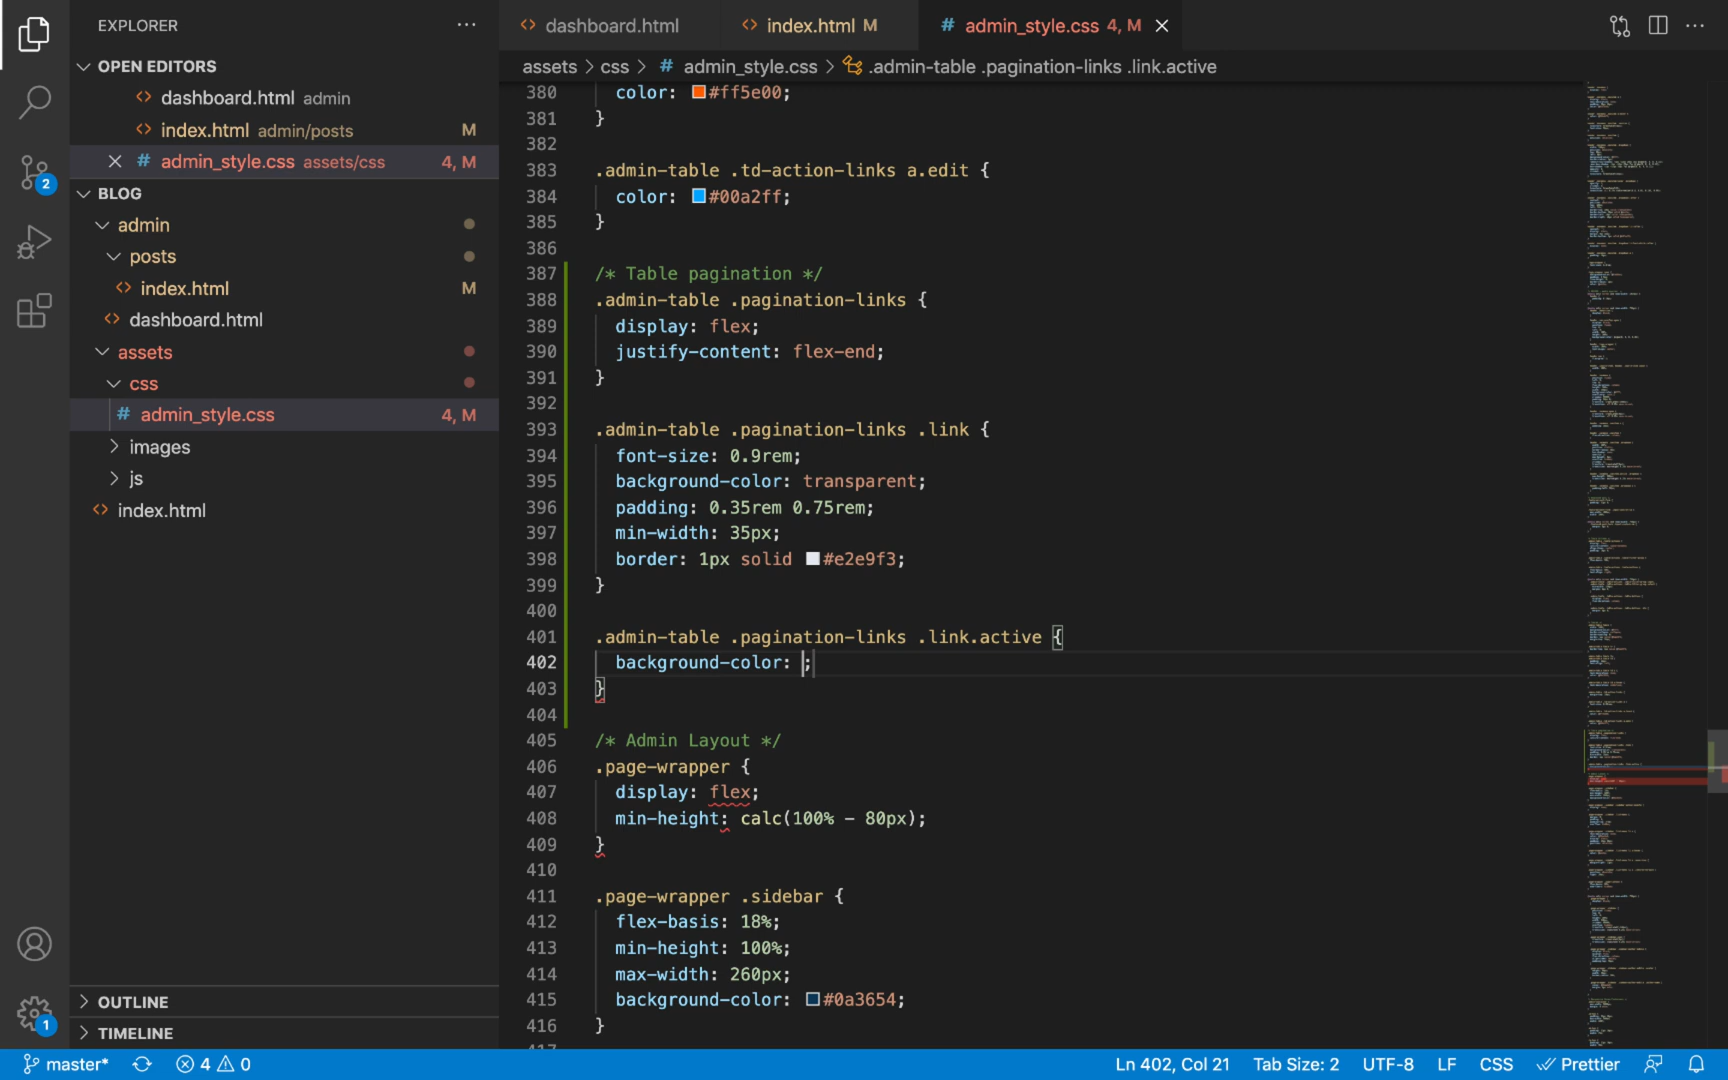 EXPLORER
dashboard.html
index.html M
admin_style.css 4, M
OPEN EDITORS
assets > css > # admin_style.css > .admin-table .pagination-links .link.active
dashboard.html admin
index.html admin/posts M
# admin_style.css assets/css 4, M
BLOG
admin
posts
index.html M
dashboard.html
assets
css
# admin_style.css 4, M
images
js
index.html
OUTLINE
TIMELINE
2
1
380 color: #ff5e00;
381 }
382
383 .admin-table .td-action-links a.edit {
384 color: #00a2ff;
385 }
386
387 /* Table pagination */
388 .admin-table .pagination-links {
389 display: flex;
390 justify-content: flex-end;
391 }
392
393 .admin-table .pagination-links .link {
394 font-size: 0.9rem;
395 background-color: transparent;
396 padding: 0.35rem 0.75rem;
397 min-width: 35px;
398 border: 1px solid #e2e9f3;
399 }
400
401 .admin-table .pagination-links .link.active {
402 background-color: ;
403 }
404
405 /* Admin Layout */
406 .page-wrapper {
407 display: flex;
408 min-height: calc(100% - 80px);
409 }
410
411 .page-wrapper .sidebar {
412 flex-basis: 18%;
413 min-height: 100%;
414 max-width: 260px;
415 background-color: #0a3654;
416 }
master* 4 0 Ln 402, Col 21 Tab Size: 2 UTF-8 LF CSS Prettier